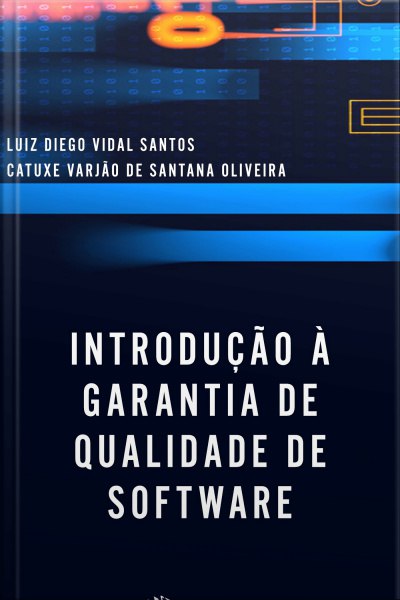 LUIZ DIEGO VIDAL SANTOS
CATUXE VARJÃO DE SANTANA OLIVEIRA
INTRODUÇÃO À
GARANTIA DE
QUALIDADE DE
SOFTWARE